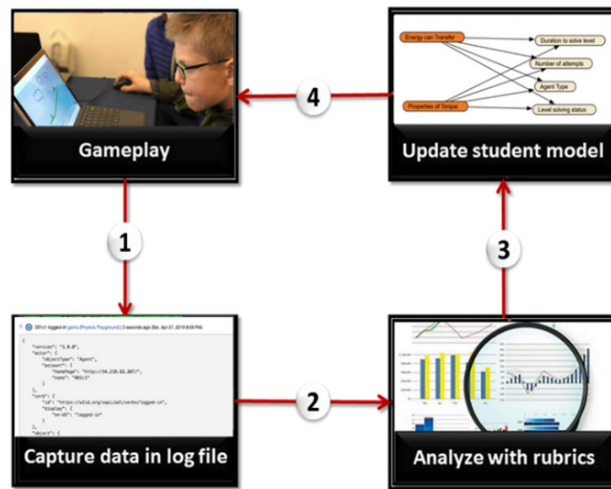 Energy can Transfer
Properties of Torque
Duration to solve level
Number of attempts
Agent Type
Level solving status
4
Gameplay
Update student model
1
3
{
"version": "1.0.0",
"actor": {
"objectType": "Agent",
"account": {
"homePage":
"name":
}
},
"verb": {
"id":
"display": {
"en-US": "logged-in"
}
},
"object": {
2
Capture data in log file
Analyze with rubrics